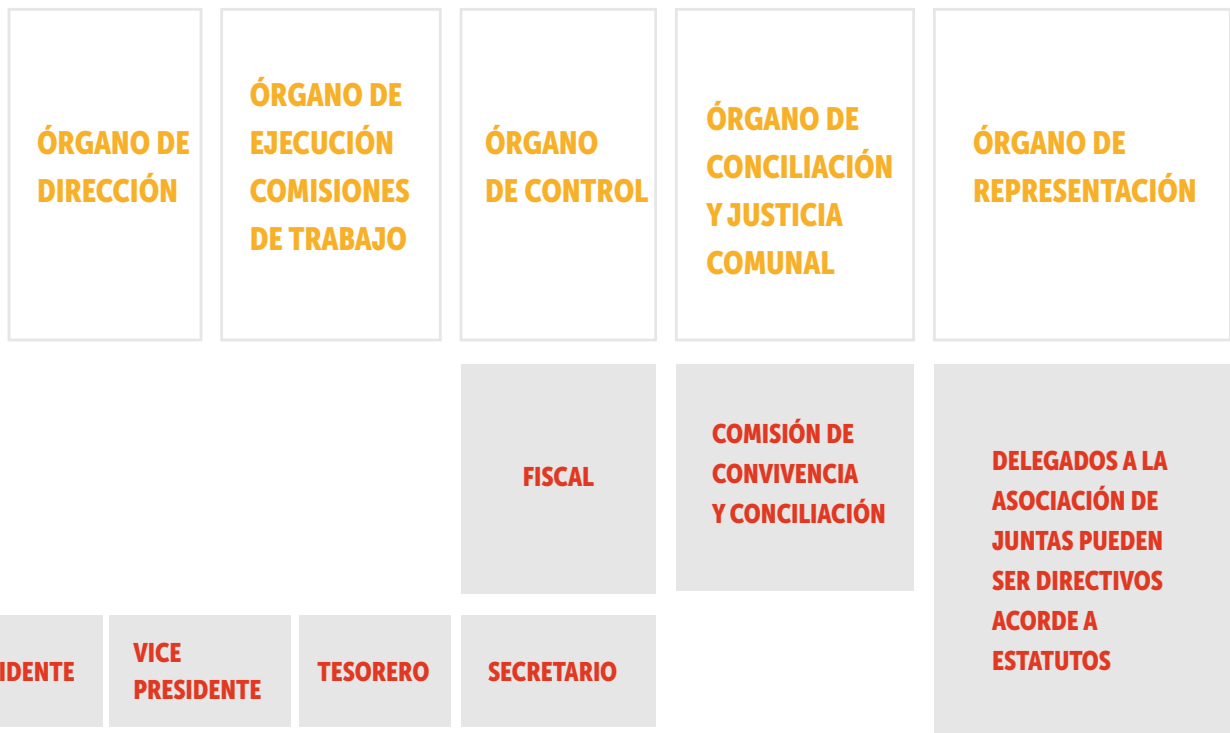 ÓRGANO DE
DIRECCIÓN
ÓRGANO DE
EJECUCIÓN
COMISIONES
DE TRABAJO
ÓRGANO
DE CONTROL
ÓRGANO DE
CONCILIACIÓN
Y JUSTICIA
COMUNAL
ÓRGANO DE
REPRESENTACIÓN
FISCAL
COMISIÓN DE
CONVIVENCIA
Y CONCILIACIÓN
DELEGADOS A LA
ASOCIACIÓN DE
JUNTAS PUEDEN
SER DIRECTIVOS
ACORDE A
ESTATUTOS
IDENTE
VICE
PRESIDENTE
TESORERO
SECRETARIO